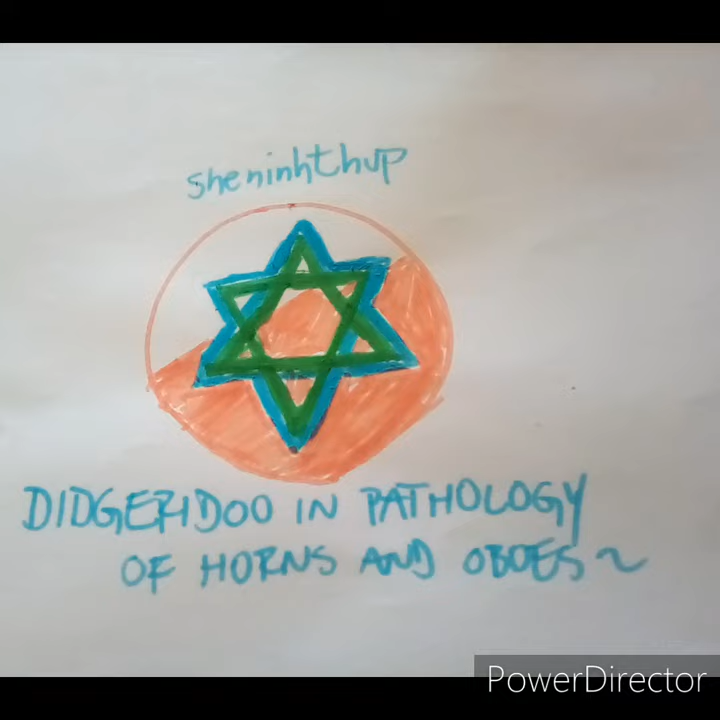 sheninhthup
DIDGERIDOO IN PATHOLOGY
OF HORNS AND OBOES~
PowerDirector